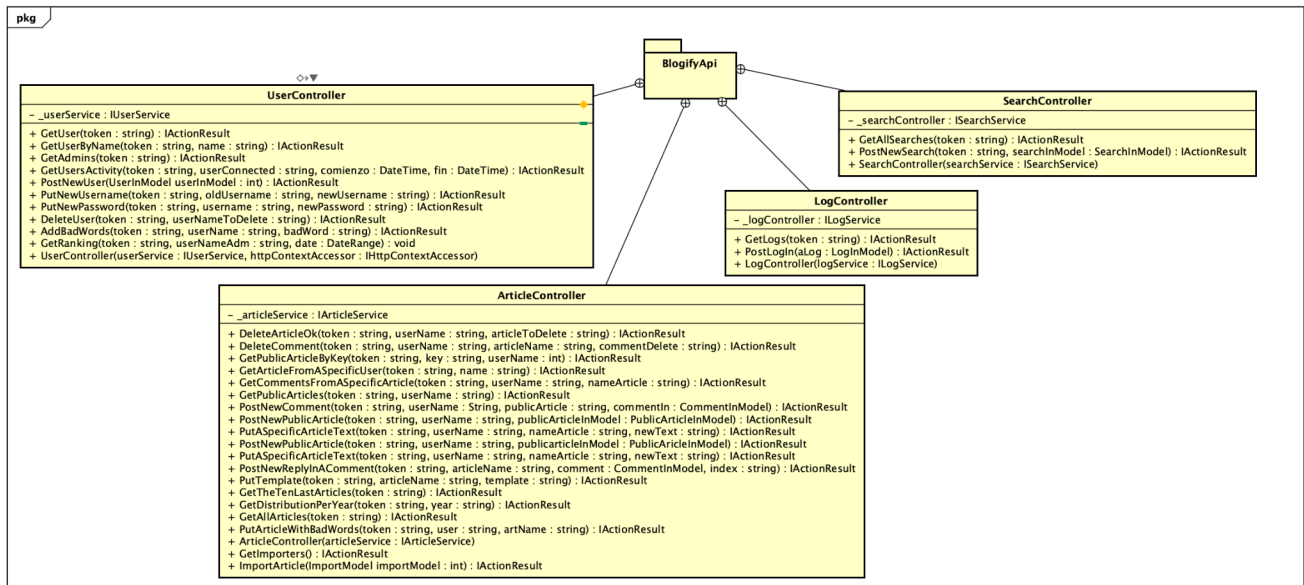 pkg
BlogifyApi
UserController
- _userService : IUserService
+ GetUser(token : string) : IActionResult
+ GetUserByName(token : string, name : string) : IActionResult
+ GetAdmins(token : string) : IActionResult
+ GetUsersActivity(token : string, userConnected : string, comienzo : DateTime, fin : DateTime) : IActionResult
+ PostNewUser(UserInModel userInModel : int) : IActionResult
+ PutNewUsername(token : string, oldUsername : string, newUsername : string) : IActionResult
+ PutNewPassword(token : string, username : string, newPassword : string) : IActionResult
+ DeleteUser(token : string, userNameToDelete : string) : IActionResult
+ AddBadWords(token : string, userName : string, badWord : string) : IActionResult
+ GetRanking(token : string, userNameAdm : string, date : DateRange) : void
+ UserController(userService : IUserService, httpContextAccessor : IHttpContextAccessor)
SearchController
- _searchController : ISearchService
+ GetAllSearches(token : string) : IActionResult
+ PostNewSearch(token : string, searchInModel : SearchInModel) : IActionResult
+ SearchController(searchService : ISearchService)
LogController
- _logController : ILogService
+ GetLogs(token : string) : IActionResult
+ PostLogIn(aLog : LogInModel) : IActionResult
+ LogController(logService : ILogService)
ArticleController
- _articleService : IArticleService
+ DeleteArticleOk(token : string, userName : string, articleToDelete : string) : IActionResult
+ DeleteComment(token : string, userName : string, articleName : string, commentDelete : string) : IActionResult
+ GetPublicArticleByKey(token : string, key : string, userName : int) : IActionResult
+ GetArticleFromASpecificUser(token : string, name : string) : IActionResult
+ GetCommentsFromASpecificArticle(token : string, userName : string, nameArticle : string) : IActionResult
+ GetPublicArticles(token : string, userName : string) : IActionResult
+ PostNewComment(token : string, userName : String, publicArticle : string, commentIn : CommentInModel) : IActionResult
+ PostNewPublicArticle(token : string, userName : string, publicArticleInModel : PublicArticleInModel) : IActionResult
+ PutASpecificArticleText(token : string, userName : string, nameArticle : string, newText : string) : IActionResult
+ PostNewPublicArticle(token : string, userName : string, publicarticleInModel : PublicAricleInModel) : IActionResult
+ PutASpecificArticleText(token : string, userName : string, nameArticle : string, newText : string) : IActionResult
+ PostNewReplyInAComment(token : string, articleName : string, comment : CommentInModel, index : string) : IActionResult
+ PutTemplate(token : string, articleName : string, template : string) : IActionResult
+ GetTheTenLastArticles(token : string) : IActionResult
+ GetDistributionPerYear(token : string, year : string) : IActionResult
+ GetAllArticles(token : string) : IActionResult
+ PutArticleWithBadWords(token : string, user : string, artName : string) : IActionResult
+ ArticleController(articleService : IArticleService)
+ GetImporters() : IActionResult
+ ImportArticle(ImportModel importModel : int) : IActionResult